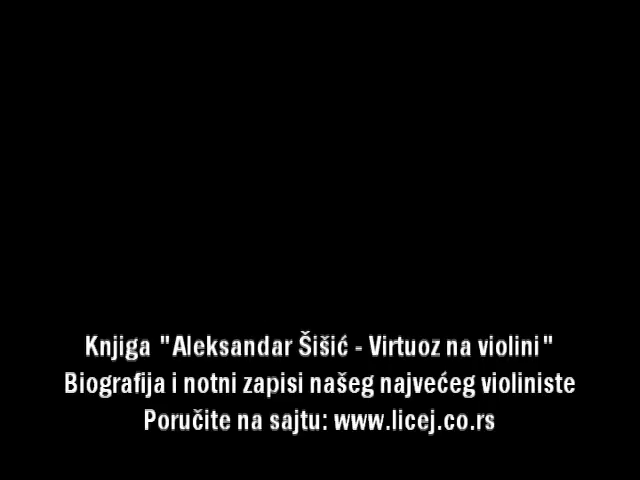 Knjiga "Aleksandar Šišić - Virtuoz na violini"
Biografija i notni zapisi našeg najvećeg violiniste
Poručite na sajtu: www.licej.co.rs